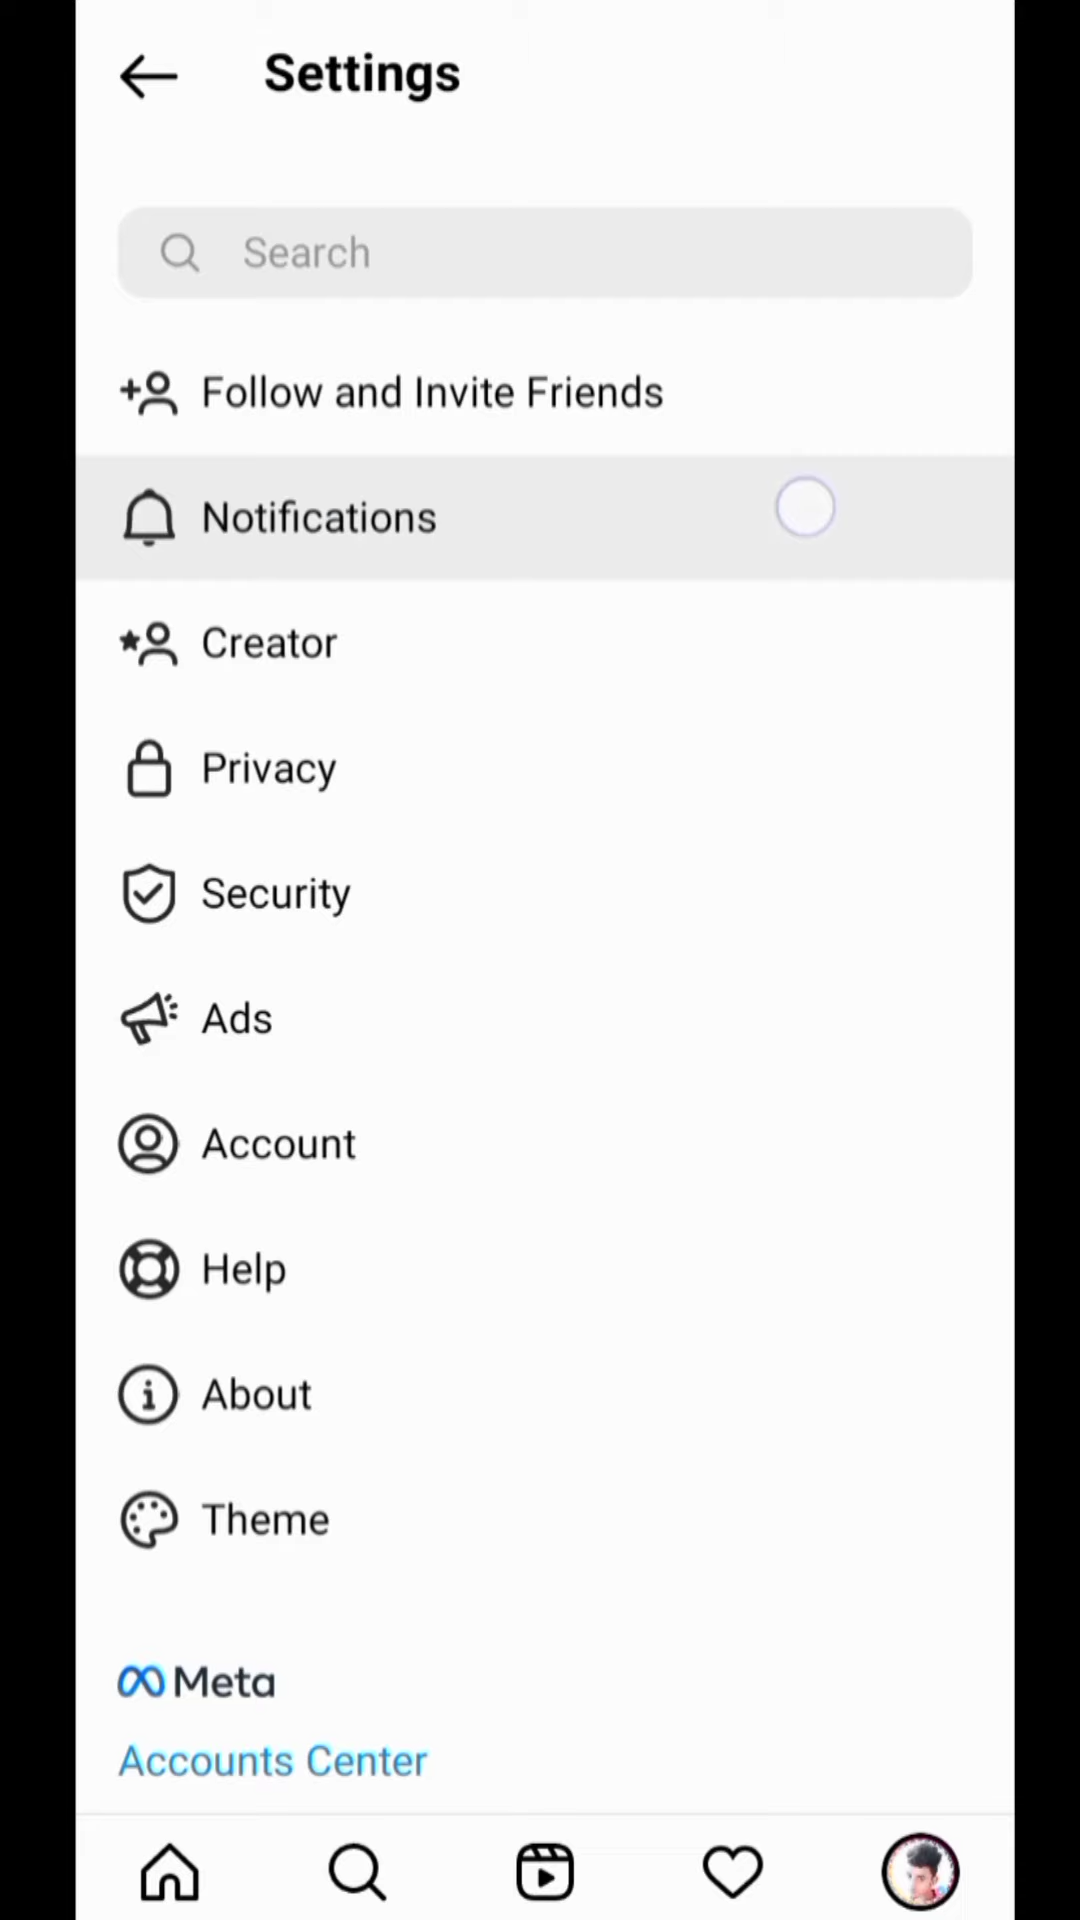 Settings
Search
Follow and Invite Friends
Notifications
Creator
Privacy
Security
Ads
Account
Help
About
Theme
Meta
Accounts Center